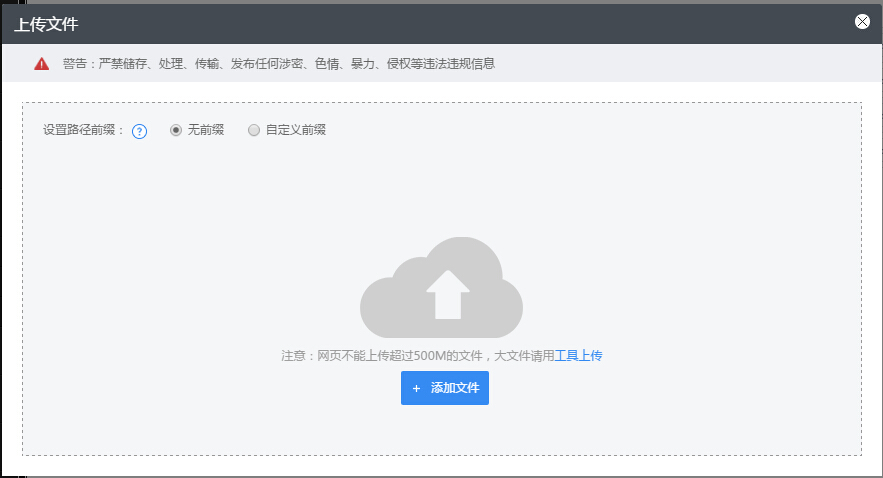 上传文件
警告：严禁储存、处理、传输、发布任何涉密、色情、暴力、侵权等违法违规信息
设置路径前缀： ? 无前缀 自定义前缀
注意：网页不能上传超过500M的文件，大文件请用工具上传
+ 添加文件